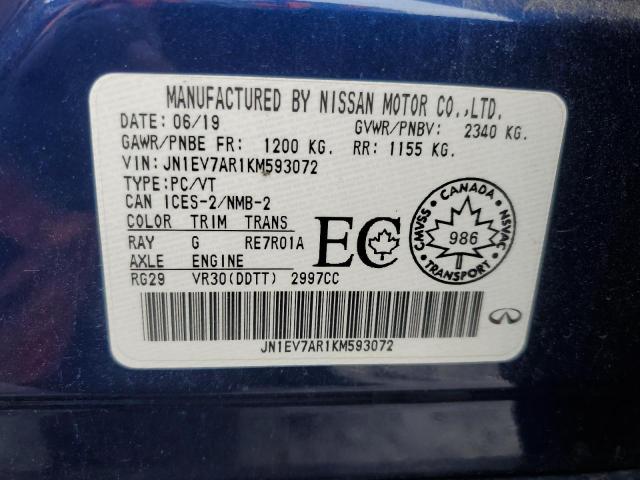 MANUFACTURED BY NISSAN MOTOR CO.,LTD.
DATE: 06/19 GVWR/PNBV: 2340 KG.
GAWR/PNBE FR: 1200 KG. RR: 1155 KG.
VIN: JN1EV7AR1KM593072
TYPE:PC/VT
CAN ICES-2/NMB-2
COLOR TRIM TRANS
RAY G RE7R01A
AXLE ENGINE
RG29 VR30(DDTT) 2997CC
EC
CANADA
CMVSS
986
NSVAC
TRANSPORT
JN1EV7AR1KM593072